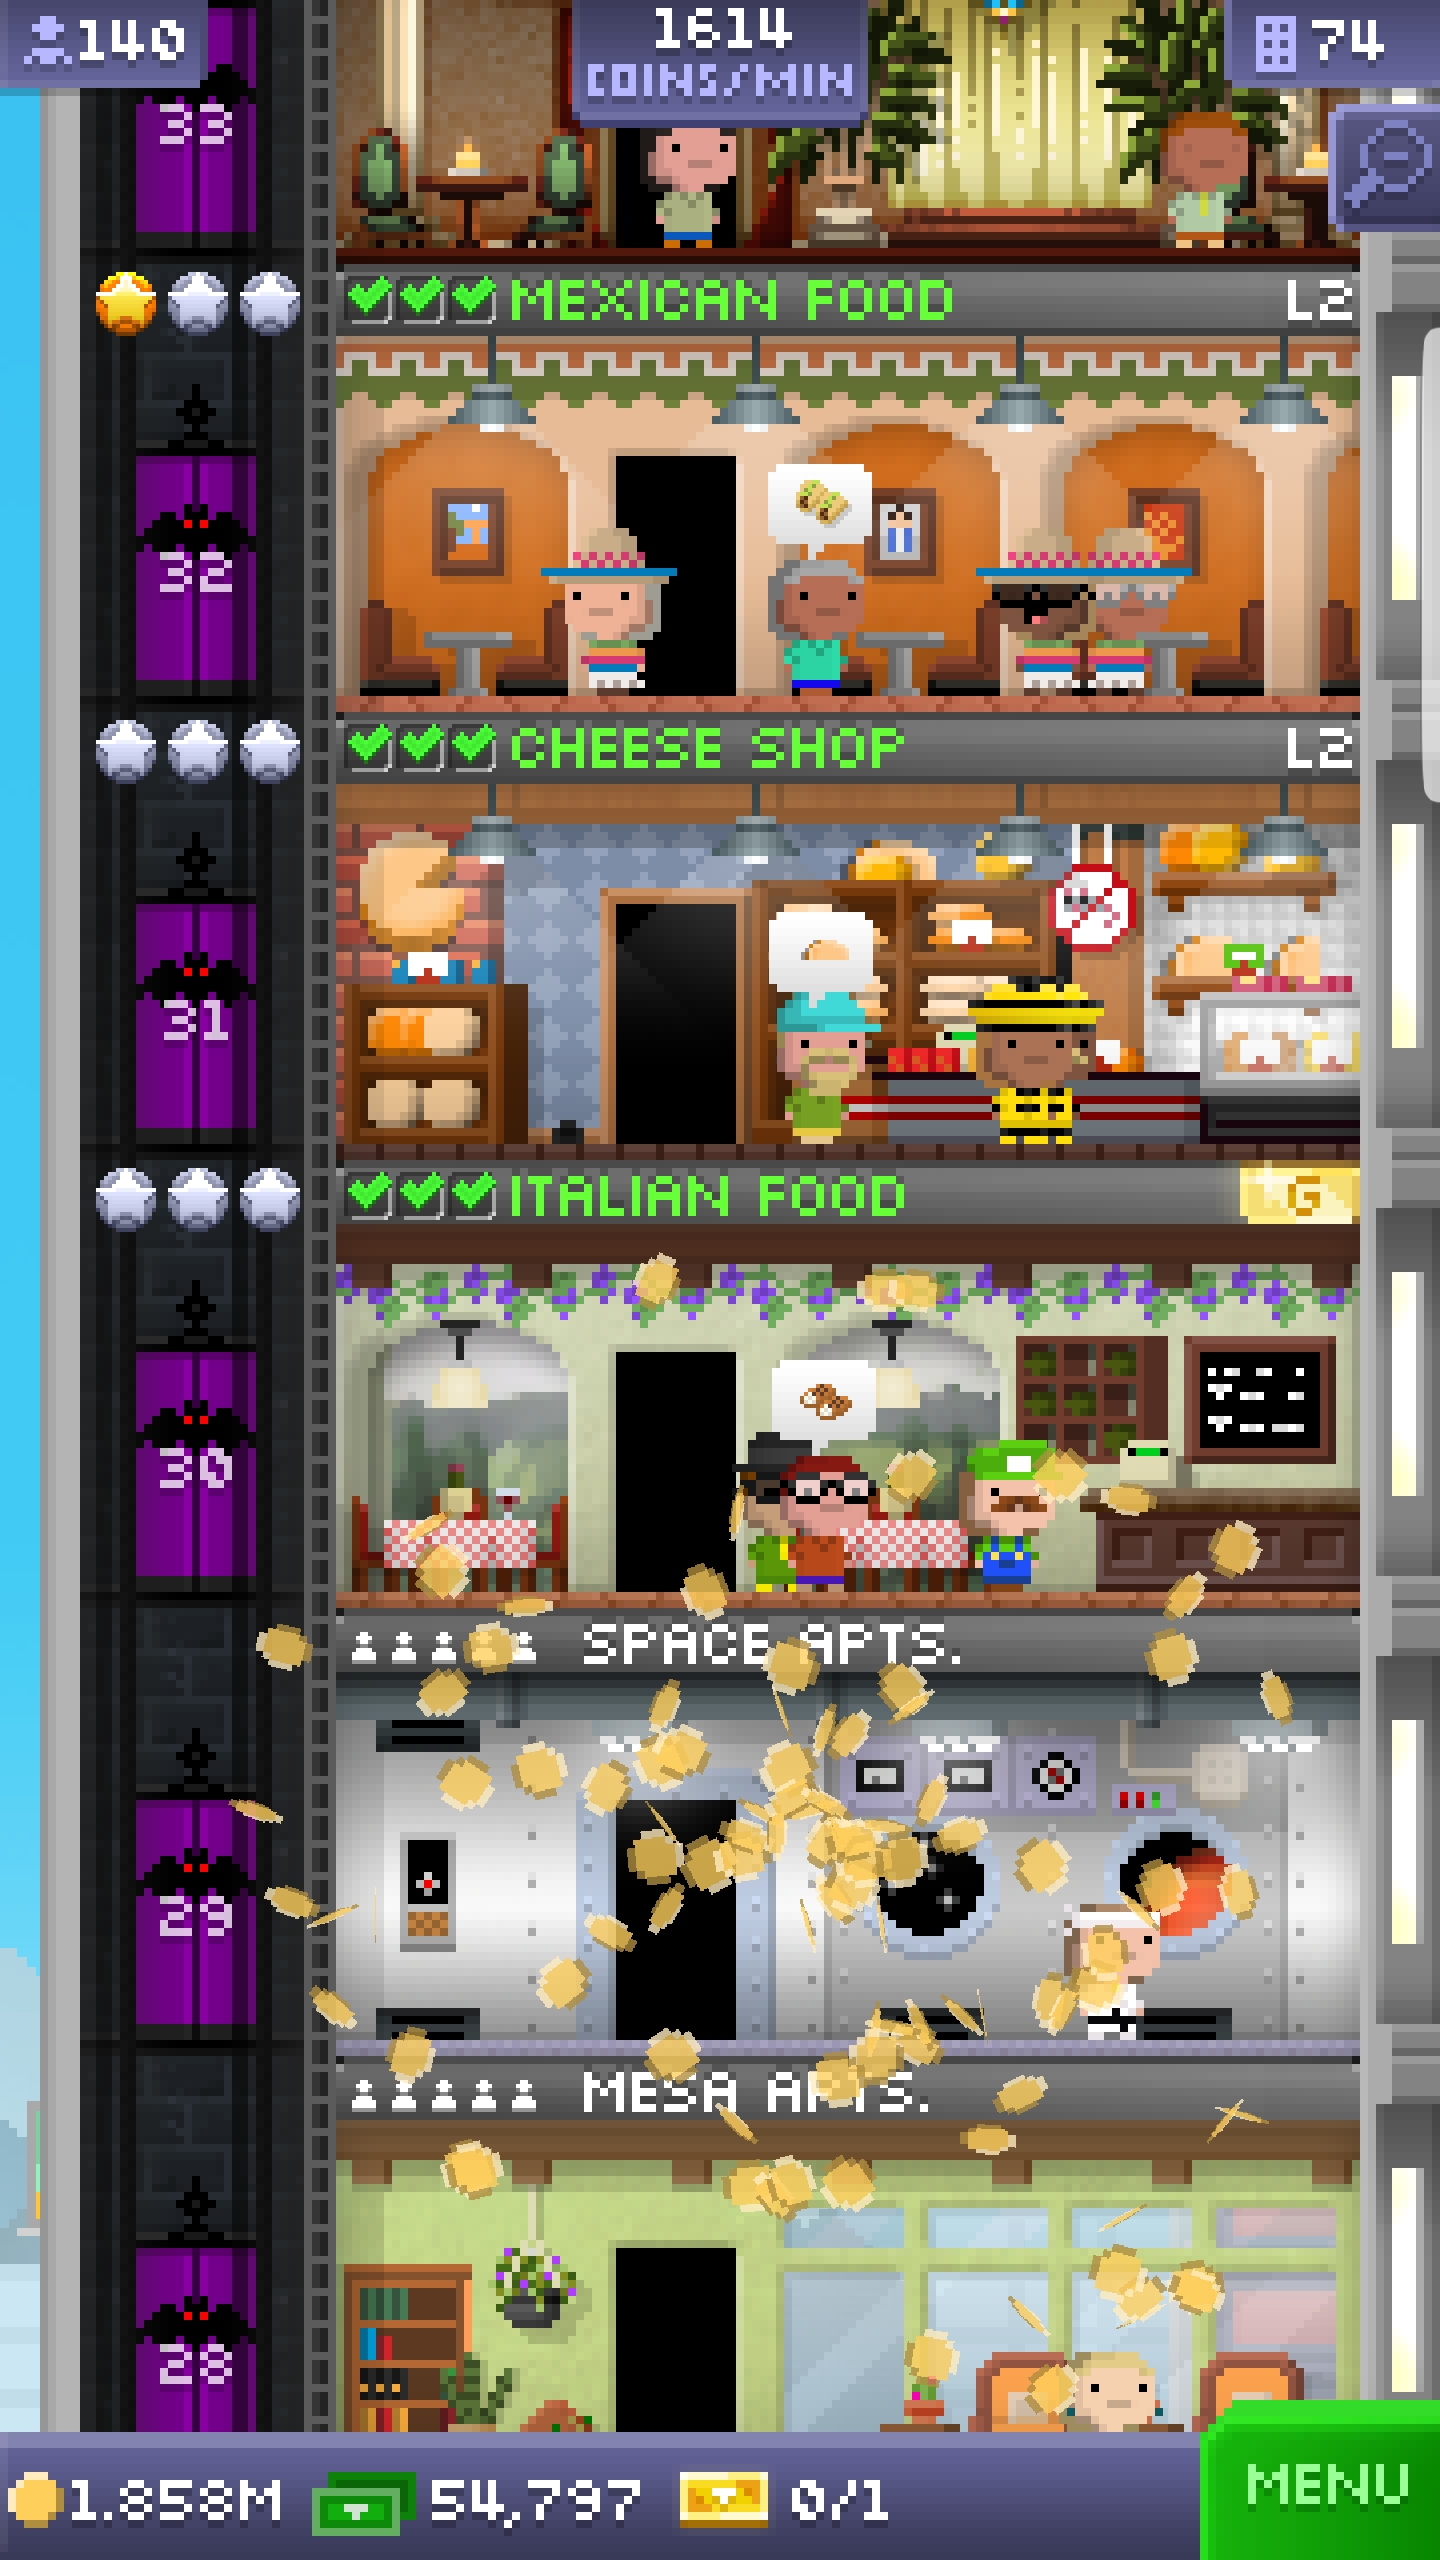 140
1614
COINS/MIN
74
33
MEXICAN FOOD L2
32
CHEESE SHOP L2
31
ITALIAN FOOD G
30
SPACE APTS.
29
MESA APTS.
28
1.858M 54,797 0/1
MENU